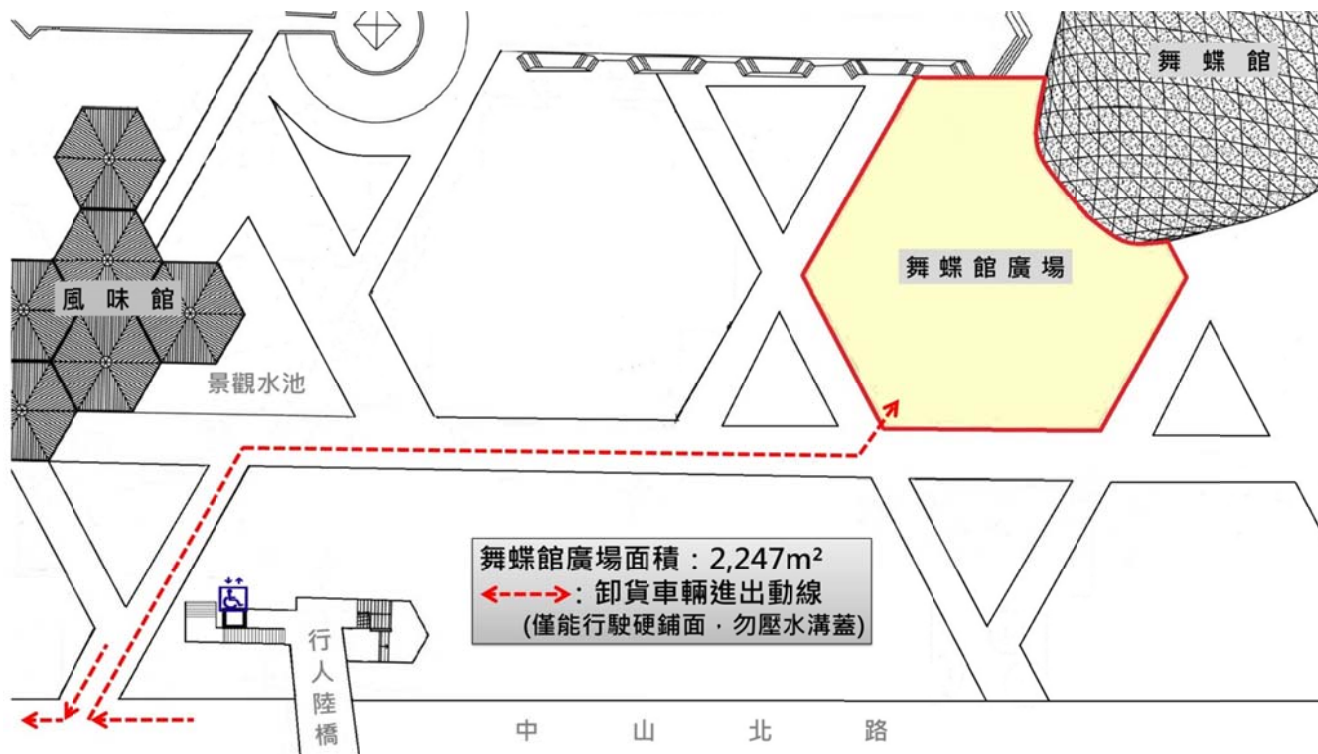 舞蝶館
舞蝶館廣場
風味館
景觀水池
舞蝶館廣場面積：2,247m²
：卸貨車輛進出動線
(僅能行駛硬鋪面，勿壓水溝蓋)
行人陸橋
中山北路